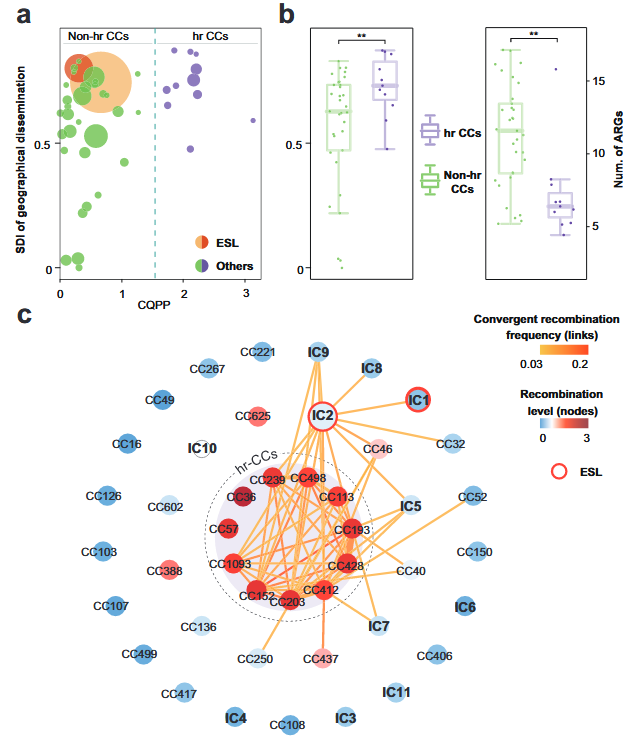 a
Non-hr CCs
hr CCs
SDI of geographical dissemination
0.5
0
ESL
Others
0
1
2
3
CQPP
b
**
**
0.5
0
hr CCs
Non-hr
CCs
15
10
5
Num. of ARGs
c
Convergent recombination
frequency (links)
0.03
0.2
Recombination
level (nodes)
0
3
ESL
CC221
IC9
IC8
CC267
IC1
CC49
CC625
IC2
CC16
IC10
CC46
CC32
hr-CCs
CC239
CC498
CC126
CC36
CC113
CC52
CC602
IC5
CC57
CC193
CC103
CC150
CC1093
CC388
CC428
CC40
CC152
CC412
CC203
CC107
IC6
CC136
IC7
CC499
CC250
CC437
CC406
CC417
IC11
IC4
CC108
IC3